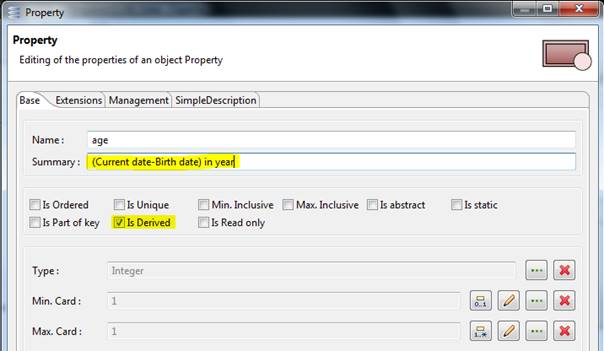 Property
Property
Editing of the properties of an object Property
Base Extensions Management SimpleDescription
Name : age
Summary : (Current date-Birth date) in year
Is Ordered Is Unique Min. Inclusive Max. Inclusive Is abstract Is static
Is Part of key Is Derived Is Read only
Type : Integer
Min. Card : 1 0..1
Max. Card : 1 1..*